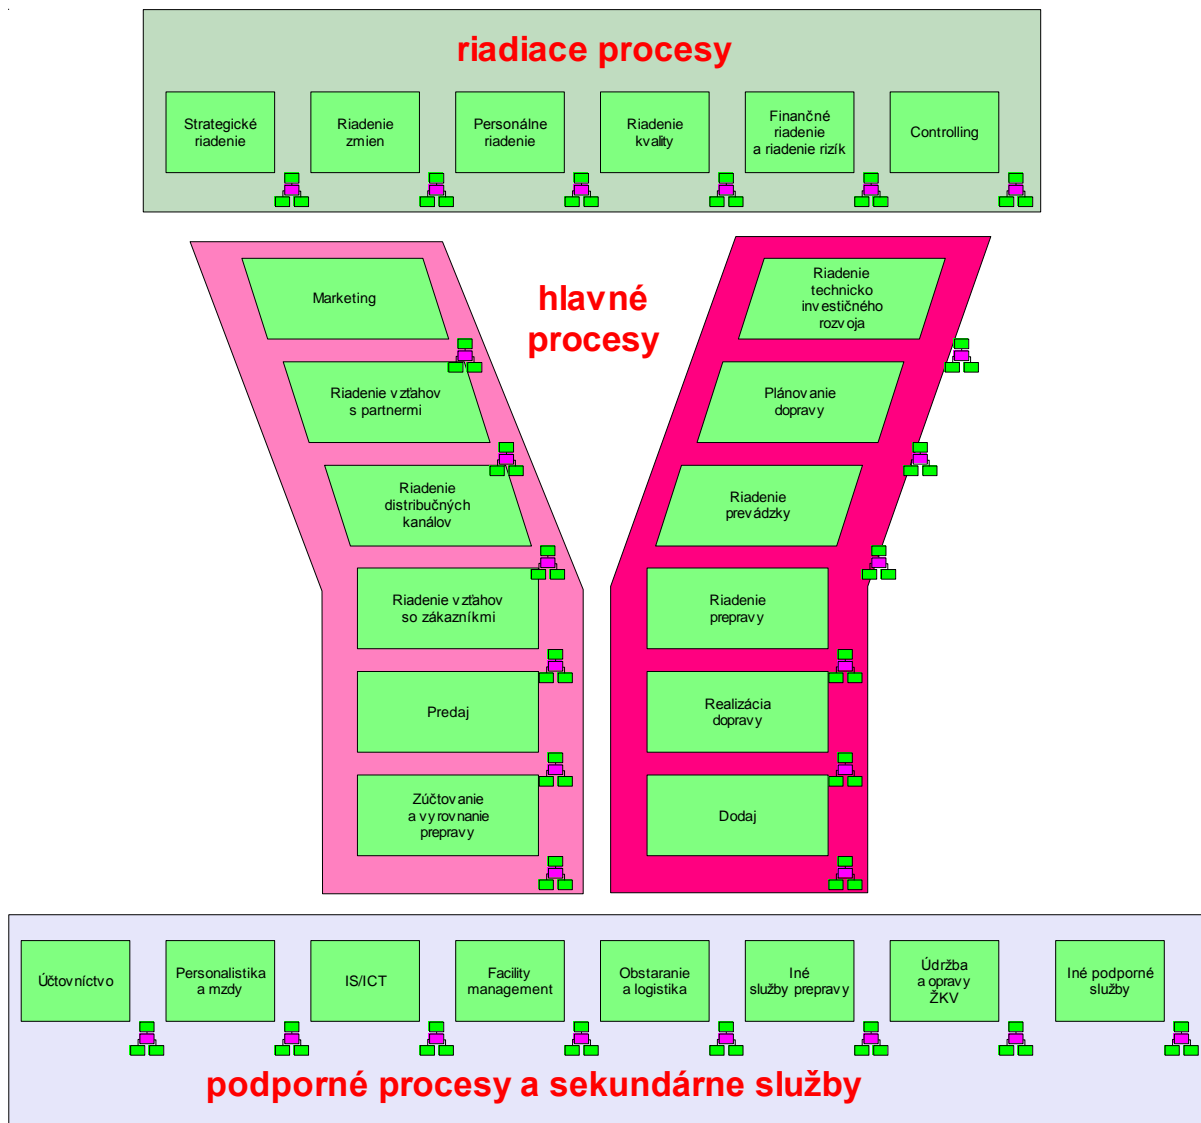 riadiace procesy
Strategické
riadenie
Riadenie
zmien
Personálne
riadenie
Riadenie
kvality
Finančné
riadenie
a riadenie rizík
Controlling
hlavné
procesy
Marketing
Riadenie vzťahov
s partnermi
Riadenie
distribučných
kanálov
Riadenie vzťahov
so zákazníkmi
Predaj
Zúčtovanie
a vyrovnanie
prepravy
Riadenie
technicko
investičného
rozvoja
Plánovanie
dopravy
Riadenie
prevádzky
Riadenie
prepravy
Realizácia
dopravy
Dodaj
Účtovníctvo
Personalistika
a mzdy
IS/ICT
Facility
management
Obstaranie
a logistika
Iné
služby prepravy
Údržba
a opravy
ŽKV
Iné podporné
služby
podporné procesy a sekundárne služby